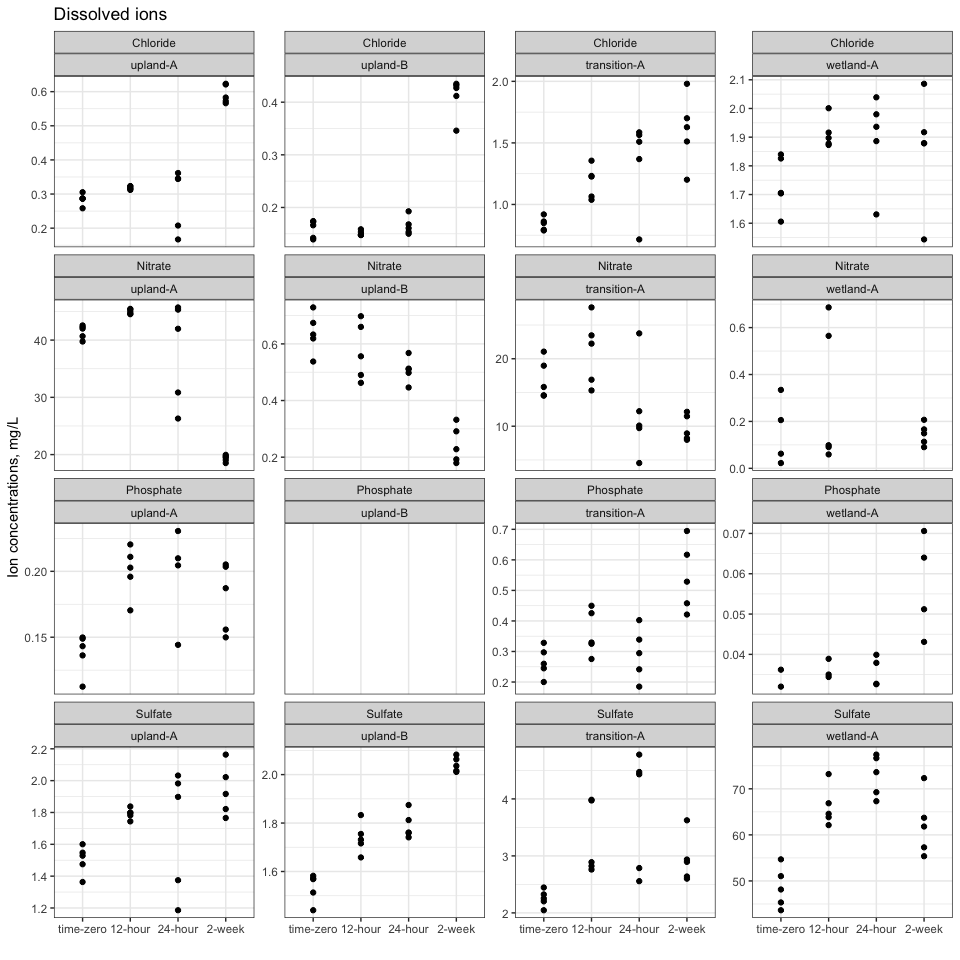 Dissolved ions
Chloride Chloride Chloride Chloride
upland-A upland-B transition-A wetland-A
0.6 0.5 0.4 0.3 0.2
0.4 0.3 0.2
2.0 1.5 1.0
2.1 2.0 1.9 1.8 1.7 1.6
Nitrate Nitrate Nitrate Nitrate
upland-A upland-B transition-A wetland-A
40 30 20
0.6 0.4 0.2
20 10
0.6 0.4 0.2 0.0
Ion concentrations, mg/L
Phosphate Phosphate Phosphate Phosphate
upland-A upland-B transition-A wetland-A
0.20 0.15
0.7 0.6 0.5 0.4 0.3 0.2
0.07 0.06 0.05 0.04
Sulfate Sulfate Sulfate Sulfate
upland-A upland-B transition-A wetland-A
2.2 2.0 1.8 1.6 1.4 1.2
2.0 1.8 1.6
4 3 2
70 60 50
time-zero 12-hour 24-hour 2-week time-zero 12-hour 24-hour 2-week time-zero 12-hour 24-hour 2-week time-zero 12-hour 24-hour 2-week